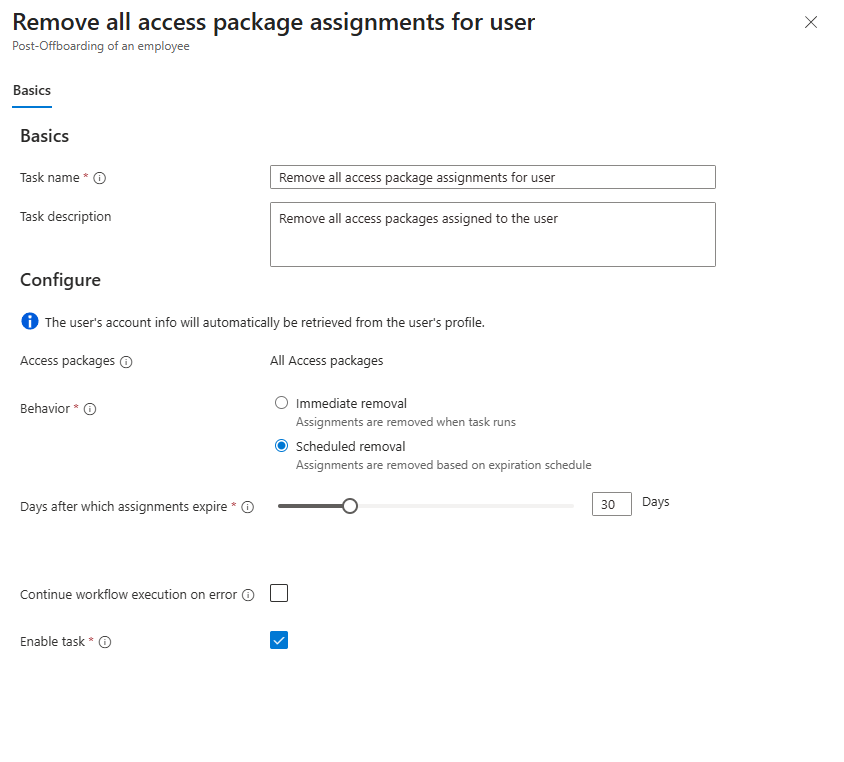 Remove all access package assignments for user
Post-Offboarding of an employee
Basics
Basics
Task name *
Remove all access package assignments for user
Task description
Remove all access packages assigned to the user
Configure
The user's account info will automatically be retrieved from the user's profile.
Access packages
All Access packages
Behavior *
Immediate removal
Assignments are removed when task runs
Scheduled removal
Assignments are removed based on expiration schedule
Days after which assignments expire *
30
Days
Continue workflow execution on error
Enable task *